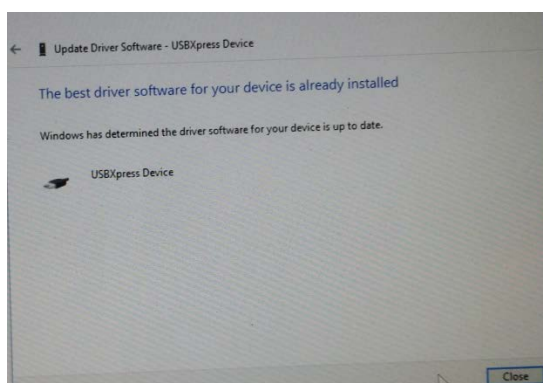 Update Driver Software - USBXpress Device
The best driver software for your device is already installed
Windows has determined the driver software for your device is up to date.
USBXpress Device
Close